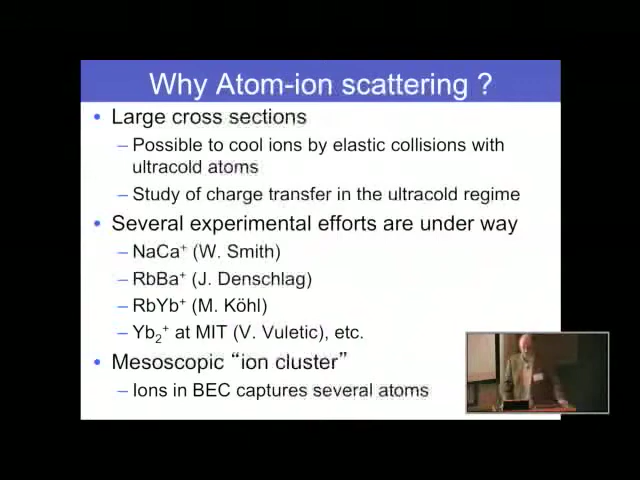 Why Atom-ion scattering ?
• Large cross sections
– Possible to cool ions by elastic collisions with
ultracold atoms
– Study of charge transfer in the ultracold regime
• Several experimental efforts are under way
– NaCa⁺ (W. Smith)
– RbBa⁺ (J. Denschlag)
– RbYb⁺ (M. Köhl)
– Yb₂⁺ at MIT (V. Vuletic), etc.
• Mesoscopic “ion cluster”
– Ions in BEC captures several atoms